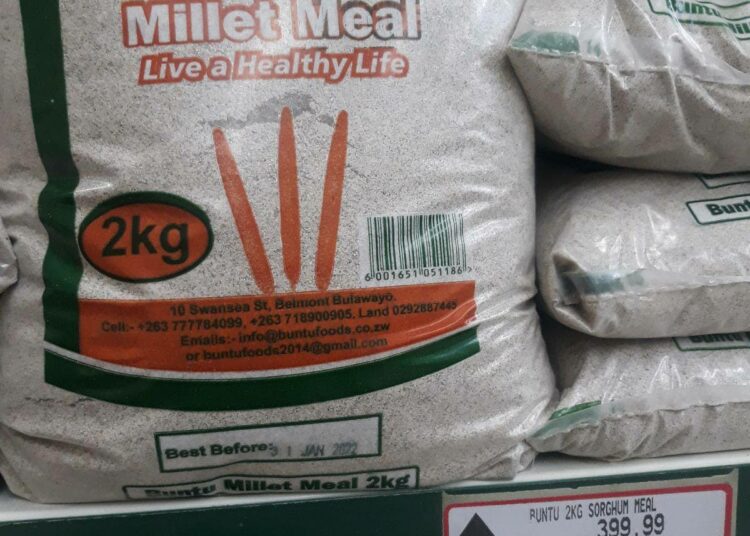 Millet Meal
Live a Healthy Life
2kg
6 001651 051186 >
10 Swansea St, Belmont Bulawayo.
Cell:- +263 777784099, +263 718900905. Land 0292887445
Emails:- info@buntufoods.co.zw
or buntufoods2014@gmail.com
Best Before: 31 JAN 2022
Buntu Millet Meal 2kg
Bunt
BUNTU 2KG SORGHUM MEAL
399.99